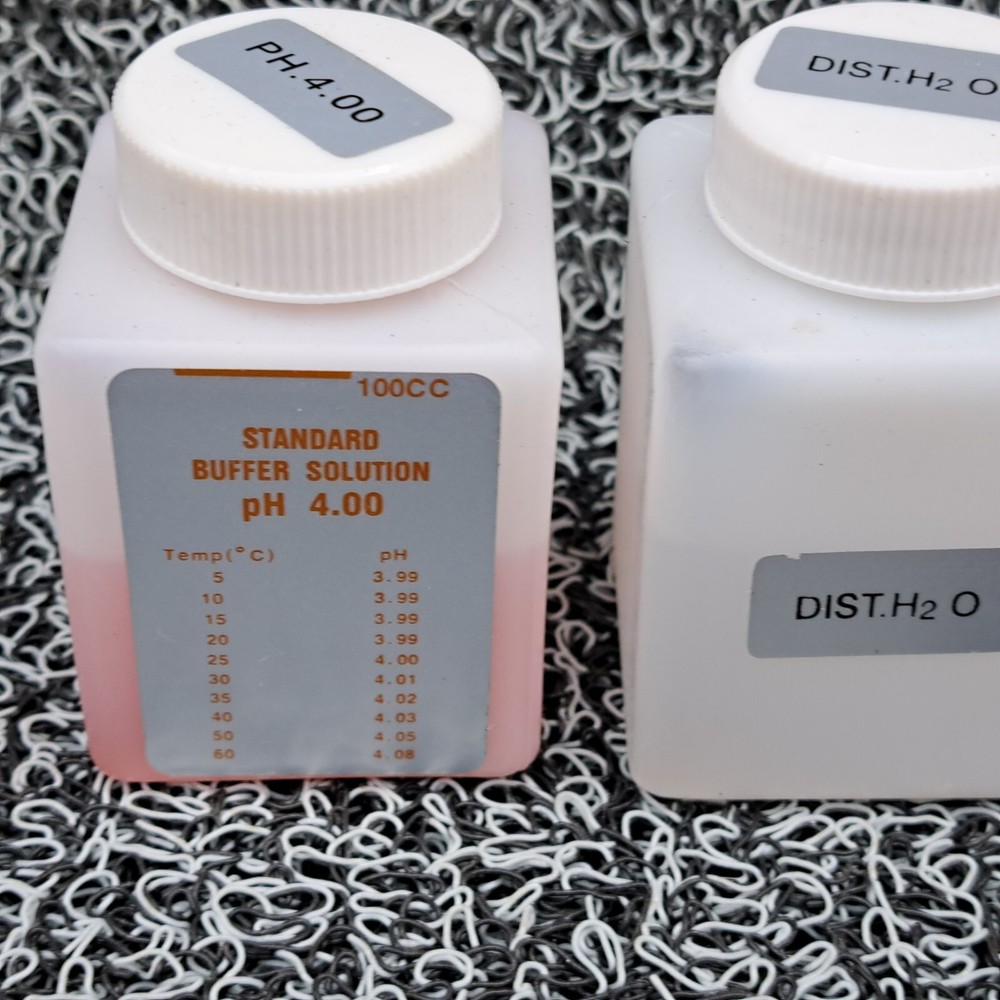 PH.4.00
DIST.H₂ O
100CC
STANDARD
BUFFER SOLUTION
pH 4.00
Temp(°C) pH
5 3.99
10 3.99
15 3.99
20 3.99
25 4.00
30 4.01
35 4.02
40 4.03
50 4.05
60 4.08
DIST.H₂ O